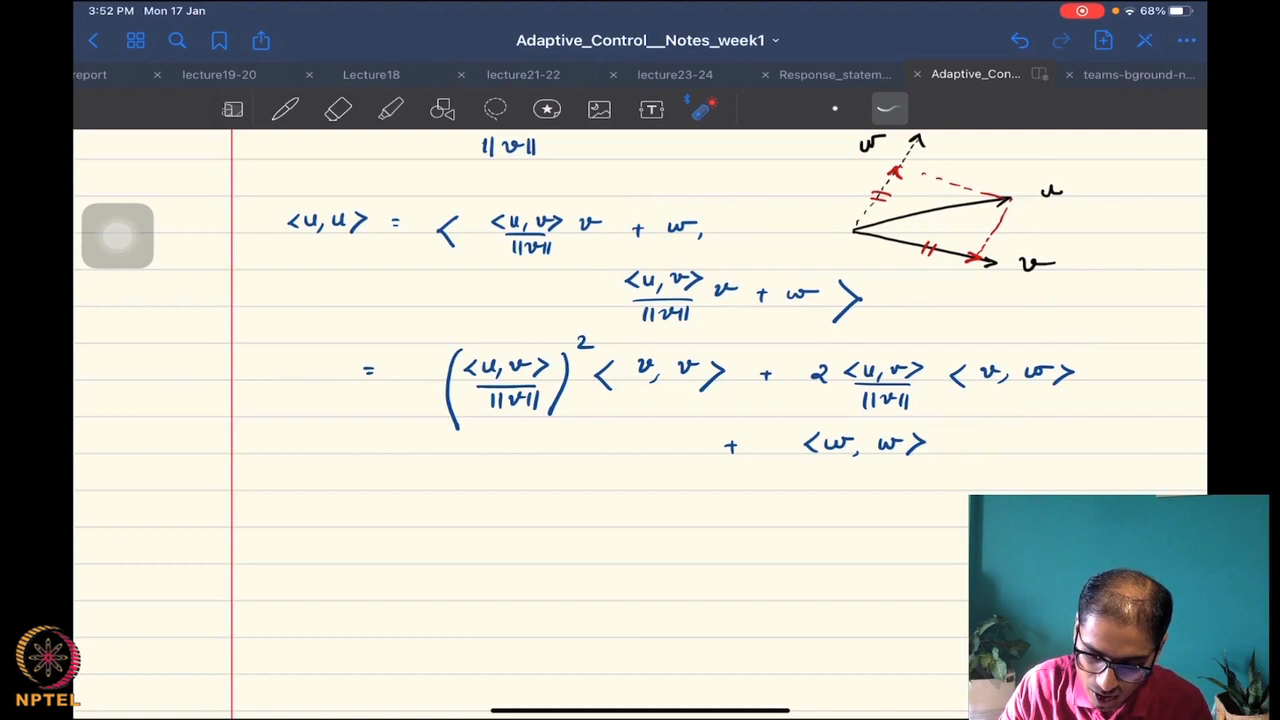 3:52 PM Mon 17 Jan 68%
Adaptive_Control__Notes_week1
report lecture19-20 Lecture18 lecture21-22 lecture23-24 Response_statem... Adaptive_Con... teams-bground-n...
||v||
w
u
v
<u,u> = < <u,v>/||v|| v + w,
<u,v>/||v|| v + w >
= (<u,v>/||v||)² < v, v > + 2 <u,v>/||v|| < v, w >
+ <w, w>
NPTEL